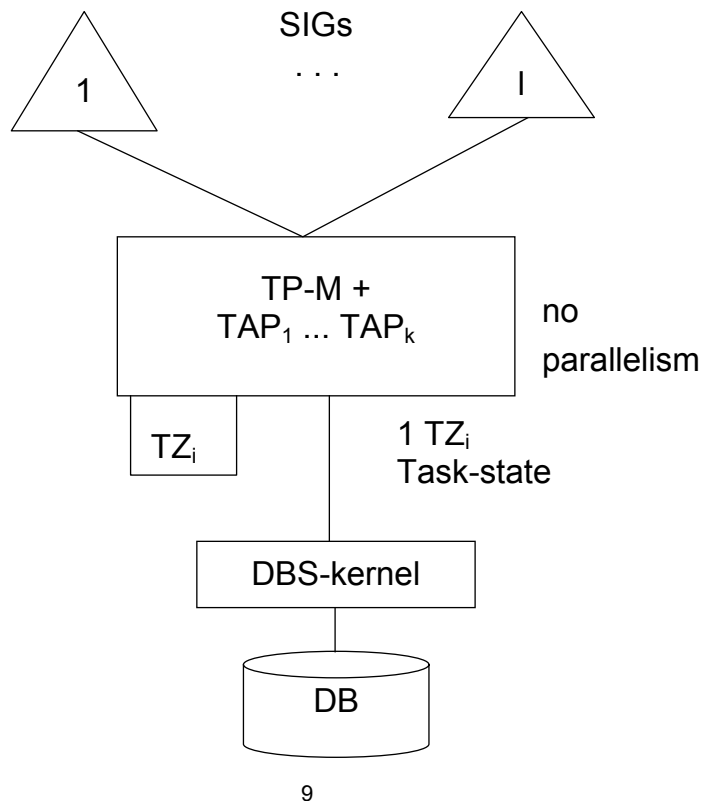 SIGs
. . .
1
I
TP-M +
TAP₁ ... TAPₖ
no
parallelism
TZᵢ
1 TZᵢ
Task-state
DBS-kernel
DB
9